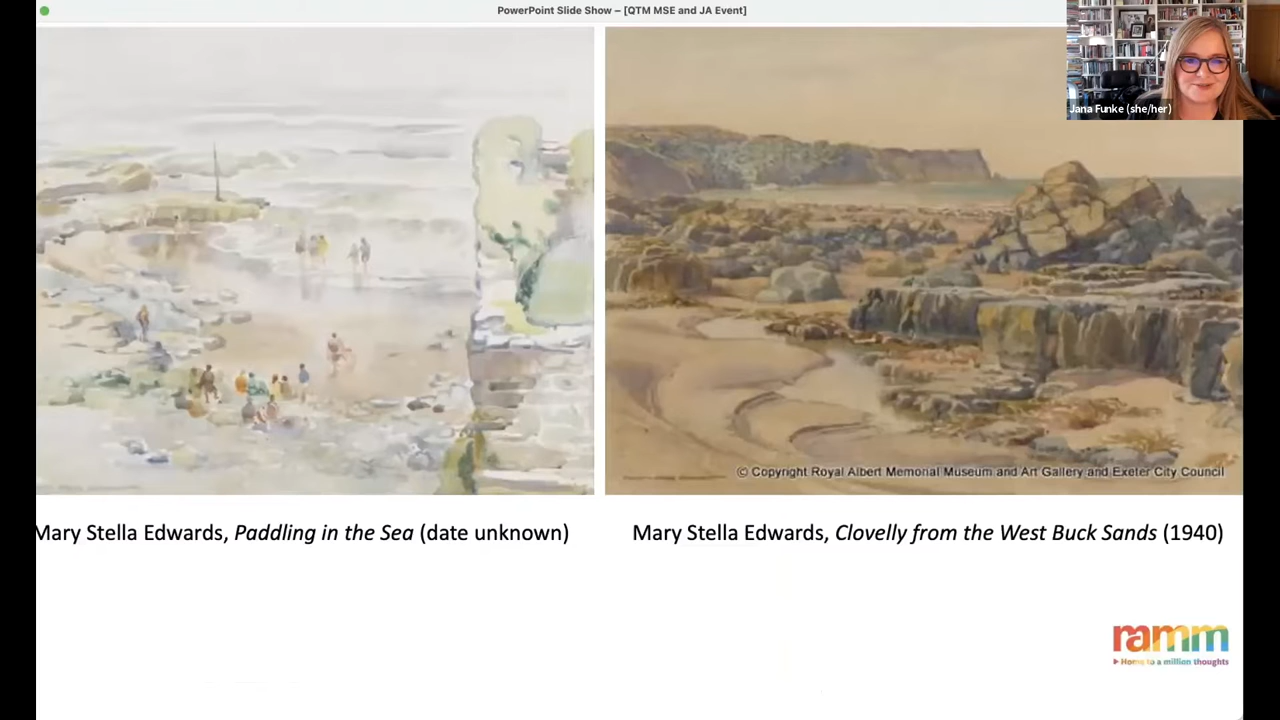 PowerPoint Slide Show – [QTM MSE and JA Event]
Jana Funke (she/her)
© Copyright Royal Albert Memorial Museum and Art Gallery and Exeter City Council
Mary Stella Edwards, Paddling in the Sea (date unknown)
Mary Stella Edwards, Clovelly from the West Buck Sands (1940)
ramm
Home to a million thoughts